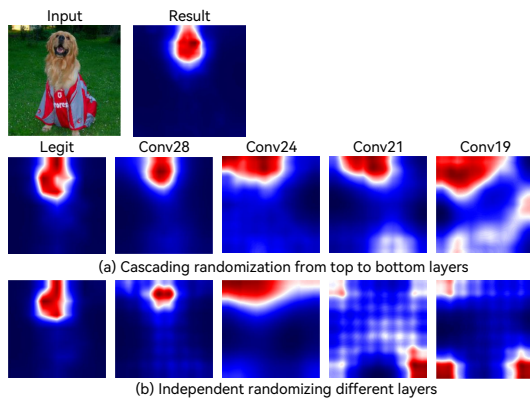 Input Result
Legit Conv28 Conv24 Conv21 Conv19
(a) Cascading randomization from top to bottom layers
(b) Independent randomizing different layers